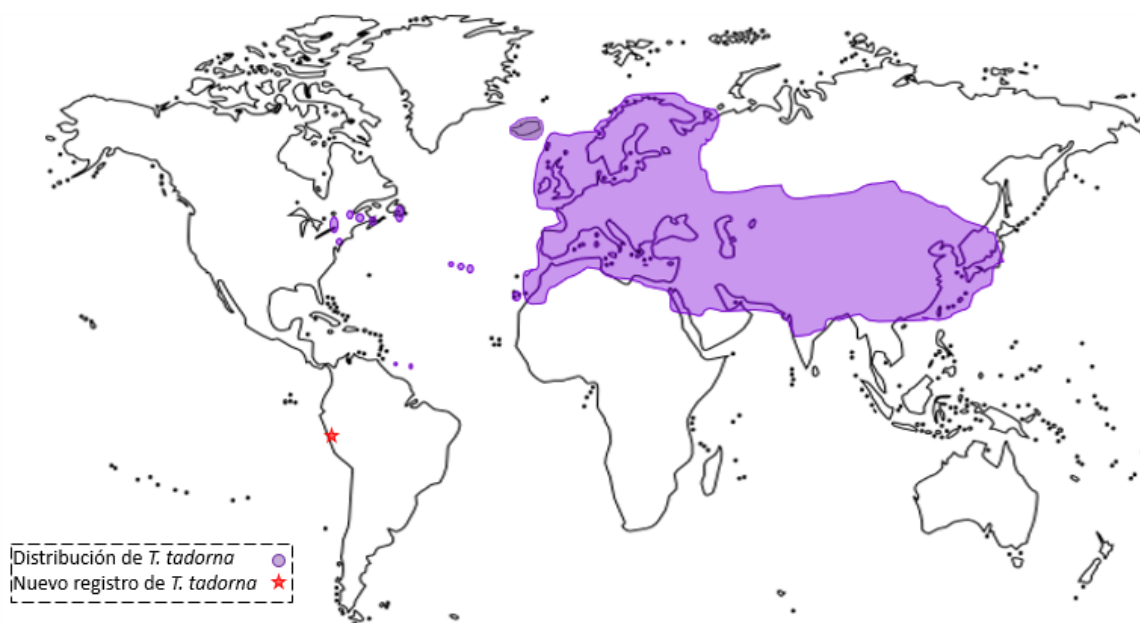 Distribución de T. tadorna
Nuevo registro de T. tadorna